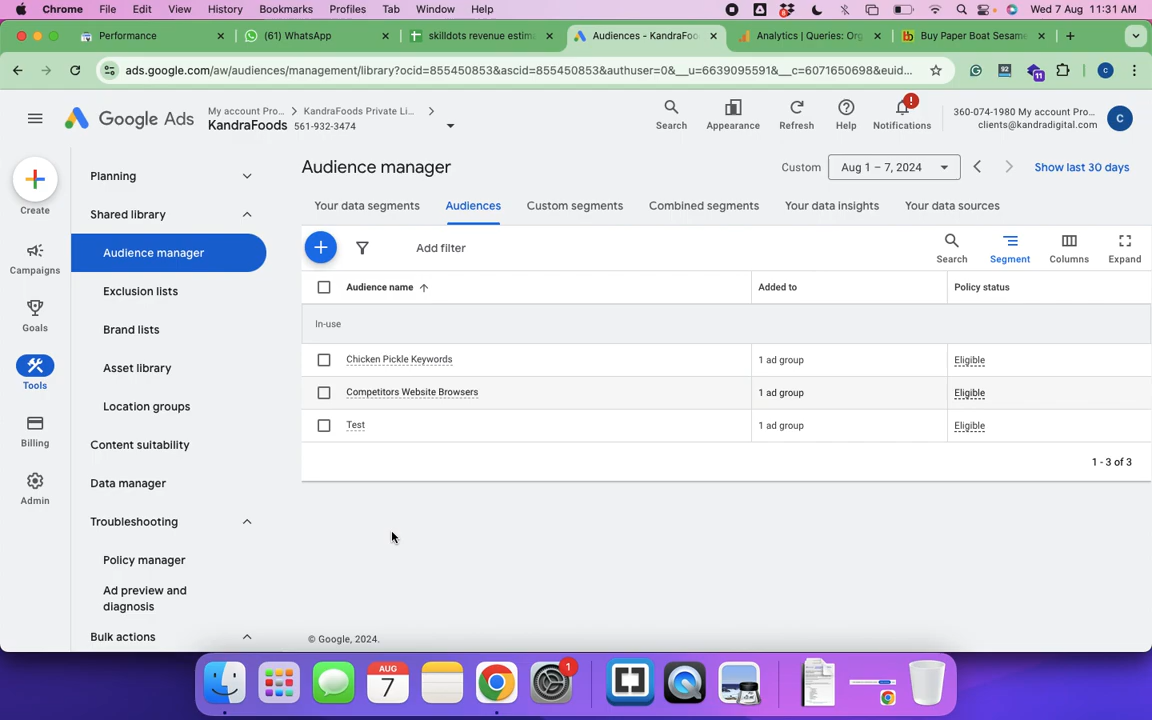 Chrome File Edit View History Bookmarks Profiles Tab Window Help Wed 7 Aug 11:31 AM
Performance (61) WhatsApp skilldots revenue estim Audiences - KandraFoo Analytics | Queries: Org Buy Paper Boat Sesame
ads.google.com/aw/audiences/management/library?ocid=855450853&ascid=855450853&authuser=0&__u=6639095591&__c=6071650698&euid... 92 11 C
Google Ads My account Pro... KandraFoods Private Li...
KandraFoods 561-932-3474
Search Appearance Refresh Help Notifications !
360-074-1980 My account Pro...
clients@kandradigital.com C
Create
Campaigns
Goals
Tools
Billing
Admin
Planning
Shared library
Audience manager
Exclusion lists
Brand lists
Asset library
Location groups
Content suitability
Data manager
Troubleshooting
Policy manager
Ad preview and
diagnosis
Bulk actions
Audience manager Custom Aug 1 – 7, 2024 Show last 30 days
Your data segments Audiences Custom segments Combined segments Your data insights Your data sources
Add filter Search Segment Columns Expand
Audience name Added to Policy status
In-use
Chicken Pickle Keywords 1 ad group Eligible
Competitors Website Browsers 1 ad group Eligible
Test 1 ad group Eligible
1 - 3 of 3
© Google, 2024.
AUG
7
1